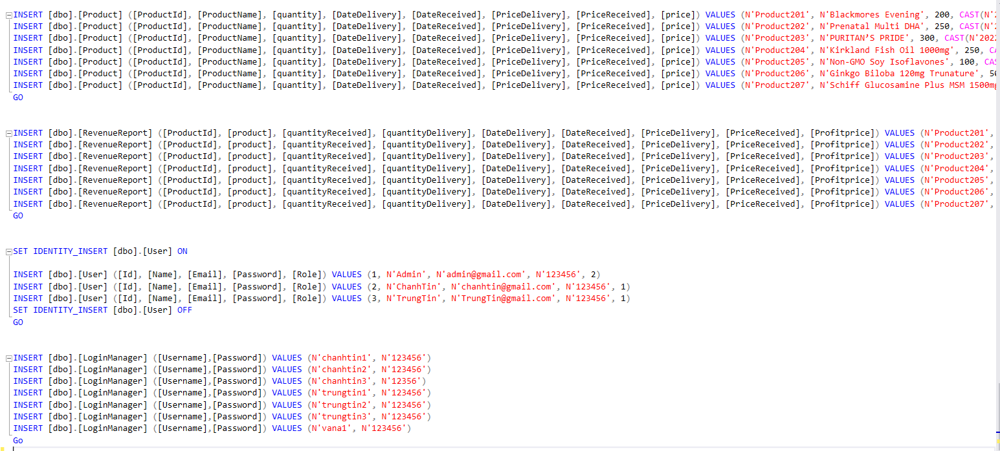 INSERT [dbo].[Product] ([ProductId], [ProductName], [quantity], [DateDelivery], [DateReceived], [PriceDelivery], [PriceReceived], [price]) VALUES (N'Product201', N'Blackmores Evening', 200, CAST(N'2
INSERT [dbo].[Product] ([ProductId], [ProductName], [quantity], [DateDelivery], [DateReceived], [PriceDelivery], [PriceReceived], [price]) VALUES (N'Product202', N'Prenatal Multi DHA', 250, CAST(N'2
INSERT [dbo].[Product] ([ProductId], [ProductName], [quantity], [DateDelivery], [DateReceived], [PriceDelivery], [PriceReceived], [price]) VALUES (N'Product203', N'PURITAN’S PRIDE', 300, CAST(N'2022
INSERT [dbo].[Product] ([ProductId], [ProductName], [quantity], [DateDelivery], [DateReceived], [PriceDelivery], [PriceReceived], [price]) VALUES (N'Product204', N'Kirkland Fish Oil 1000mg', 250, CA
INSERT [dbo].[Product] ([ProductId], [ProductName], [quantity], [DateDelivery], [DateReceived], [PriceDelivery], [PriceReceived], [price]) VALUES (N'Product205', N'Non-GMO Soy Isoflavones', 100, CAS
INSERT [dbo].[Product] ([ProductId], [ProductName], [quantity], [DateDelivery], [DateReceived], [PriceDelivery], [PriceReceived], [price]) VALUES (N'Product206', N'Ginkgo Biloba 120mg Trunature', 50
INSERT [dbo].[Product] ([ProductId], [ProductName], [quantity], [DateDelivery], [DateReceived], [PriceDelivery], [PriceReceived], [price]) VALUES (N'Product207', N'Schiff Glucosamine Plus MSM 1500mg
GO
INSERT [dbo].[RevenueReport] ([ProductId], [product], [quantityReceived], [quantityDelivery], [DateDelivery], [DateReceived], [PriceDelivery], [PriceReceived], [Profitprice]) VALUES (N'Product201',
INSERT [dbo].[RevenueReport] ([ProductId], [product], [quantityReceived], [quantityDelivery], [DateDelivery], [DateReceived], [PriceDelivery], [PriceReceived], [Profitprice]) VALUES (N'Product202',
INSERT [dbo].[RevenueReport] ([ProductId], [product], [quantityReceived], [quantityDelivery], [DateDelivery], [DateReceived], [PriceDelivery], [PriceReceived], [Profitprice]) VALUES (N'Product203',
INSERT [dbo].[RevenueReport] ([ProductId], [product], [quantityReceived], [quantityDelivery], [DateDelivery], [DateReceived], [PriceDelivery], [PriceReceived], [Profitprice]) VALUES (N'Product204',
INSERT [dbo].[RevenueReport] ([ProductId], [product], [quantityReceived], [quantityDelivery], [DateDelivery], [DateReceived], [PriceDelivery], [PriceReceived], [Profitprice]) VALUES (N'Product205',
INSERT [dbo].[RevenueReport] ([ProductId], [product], [quantityReceived], [quantityDelivery], [DateDelivery], [DateReceived], [PriceDelivery], [PriceReceived], [Profitprice]) VALUES (N'Product206',
INSERT [dbo].[RevenueReport] ([ProductId], [product], [quantityReceived], [quantityDelivery], [DateDelivery], [DateReceived], [PriceDelivery], [PriceReceived], [Profitprice]) VALUES (N'Product207',
GO
SET IDENTITY_INSERT [dbo].[User] ON
INSERT [dbo].[User] ([Id], [Name], [Email], [Password], [Role]) VALUES (1, N'Admin', N'admin@gmail.com', N'123456', 2)
INSERT [dbo].[User] ([Id], [Name], [Email], [Password], [Role]) VALUES (2, N'ChanhTin', N'chanhtin@gmail.com', N'123456', 1)
INSERT [dbo].[User] ([Id], [Name], [Email], [Password], [Role]) VALUES (3, N'TrungTin', N'TrungTin@gmail.com', N'123456', 1)
SET IDENTITY_INSERT [dbo].[User] OFF
GO
INSERT [dbo].[LoginManager] ([Username],[Password]) VALUES (N'chanhtin1', N'123456')
INSERT [dbo].[LoginManager] ([Username],[Password]) VALUES (N'chanhtin2', N'123456')
INSERT [dbo].[LoginManager] ([Username],[Password]) VALUES (N'chanhtin3', N'12356')
INSERT [dbo].[LoginManager] ([Username],[Password]) VALUES (N'trungtin1', N'123456')
INSERT [dbo].[LoginManager] ([Username],[Password]) VALUES (N'trungtin2', N'123456')
INSERT [dbo].[LoginManager] ([Username],[Password]) VALUES (N'trungtin3', N'123456')
INSERT [dbo].[LoginManager] ([Username],[Password]) VALUES (N'vana1', N'123456')
Go